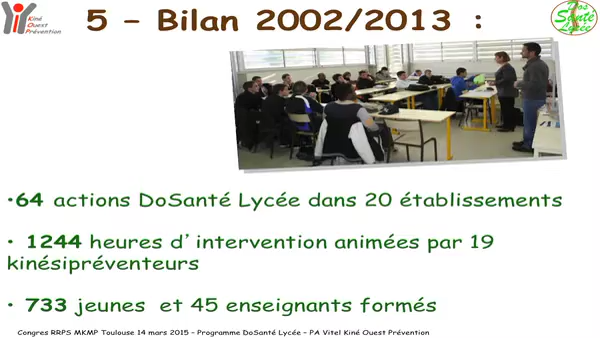 Kiné
Ouest
Prévention
5 – Bilan 2002/2013 :
Dos
Santé
Lycée
•64 actions DoSanté Lycée dans 20 établissements
• 1244 heures d’intervention animées par 19
kinésipréventeurs
• 733 jeunes et 45 enseignants formés
Congres RRPS MKMP Toulouse 14 mars 2015 – Programme DoSanté Lycée – PA Vitel Kiné Ouest Prévention